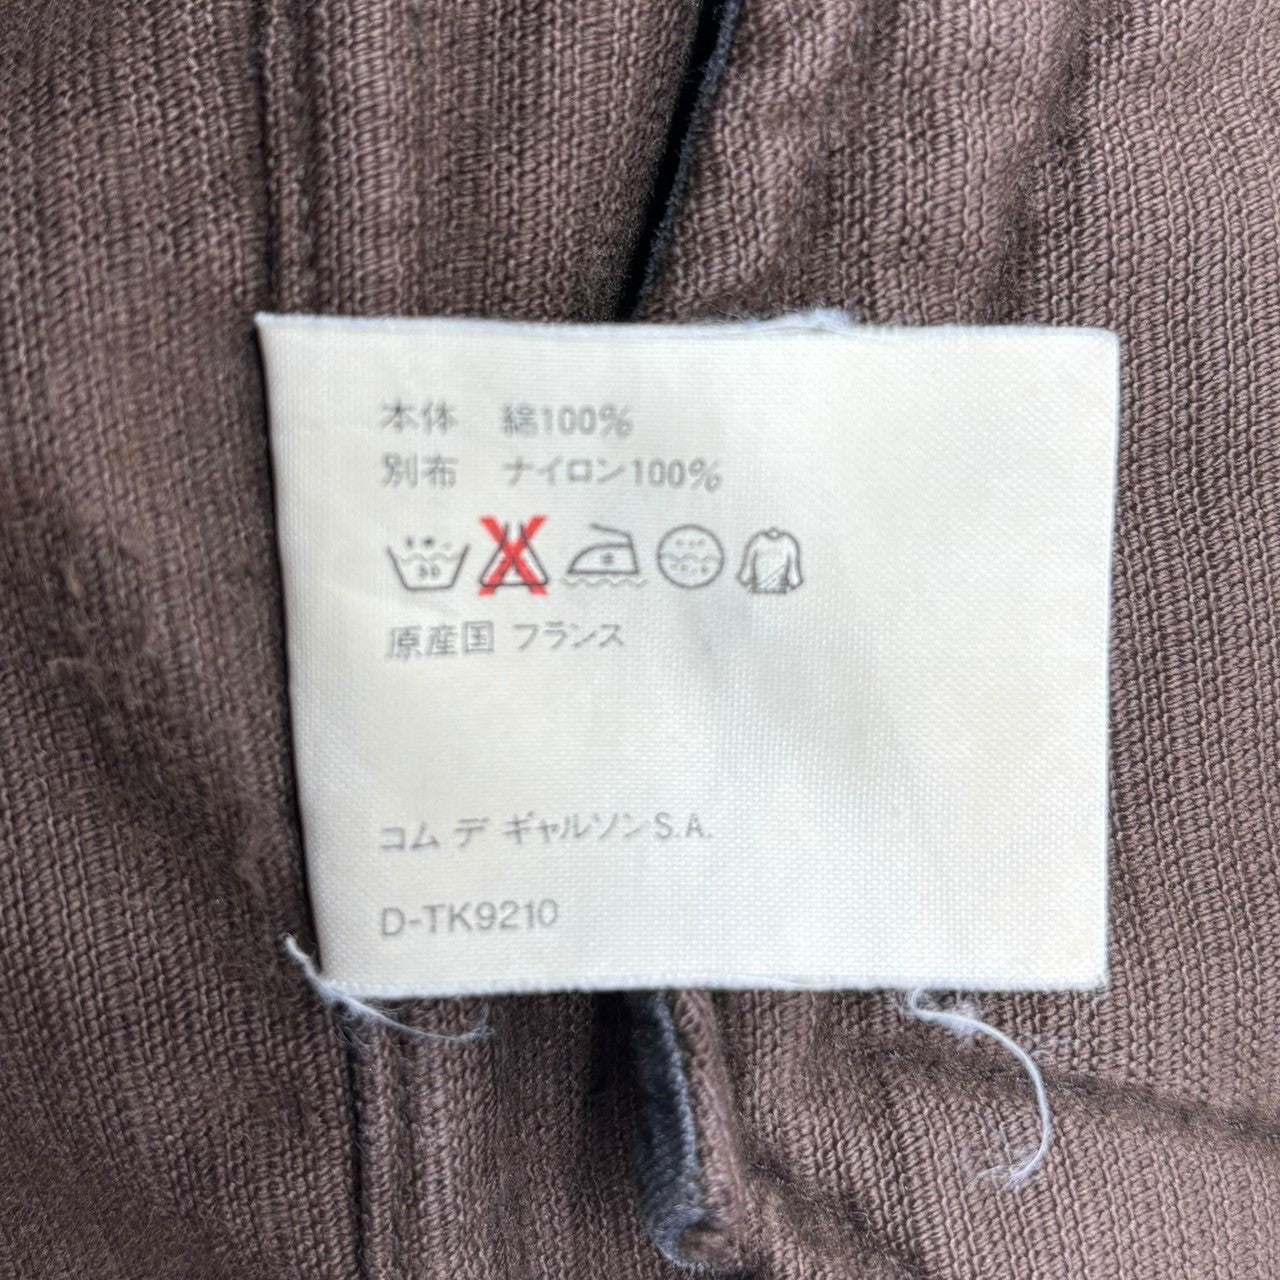 本体 綿100%
別布 ナイロン100%
30
原産国 フランス
コム デ ギャルソンS.A.
D-TK9210